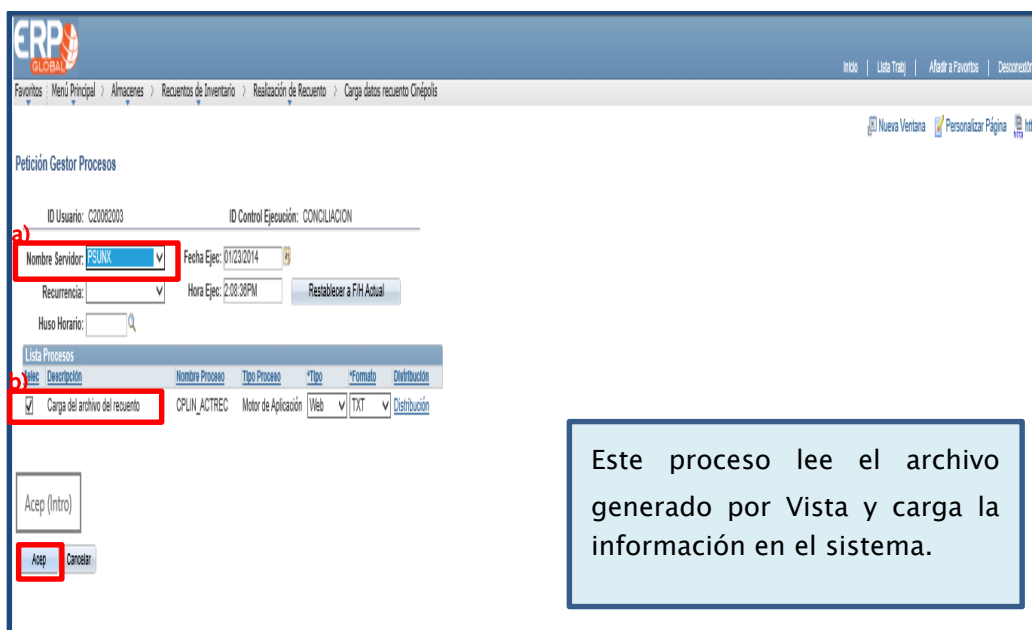 ERP
GLOBAL
Inicio | Lista Trabj | Añadir a Favoritos | Desconexión
Favoritos | Menú Principal > Almacenes > Recuentos de Inventario > Realización de Recuento > Carga datos recuento Cinépolis
Nueva Ventana Personalizar Página
Petición Gestor Procesos
ID Usuario: C20062003 ID Control Ejecución: CONCILIACION
a)
Nombre Servidor: PSUNX Fecha Ejec: 01/23/2014
Recurrencia: Hora Ejec: 2:08:36PM Restablecer a F/H Actual
Huso Horario:
Lista Procesos
b)
Selec Descripción Nombre Proceso Tipo Proceso *Tipo *Formato Distribución
Carga del archivo del recuento CPLIN_ACTREC Motor de Aplicación Web TXT Distribución
Acep (Intro)
Acep Cancelar
Este proceso lee el archivo
generado por Vista y carga la
información en el sistema.